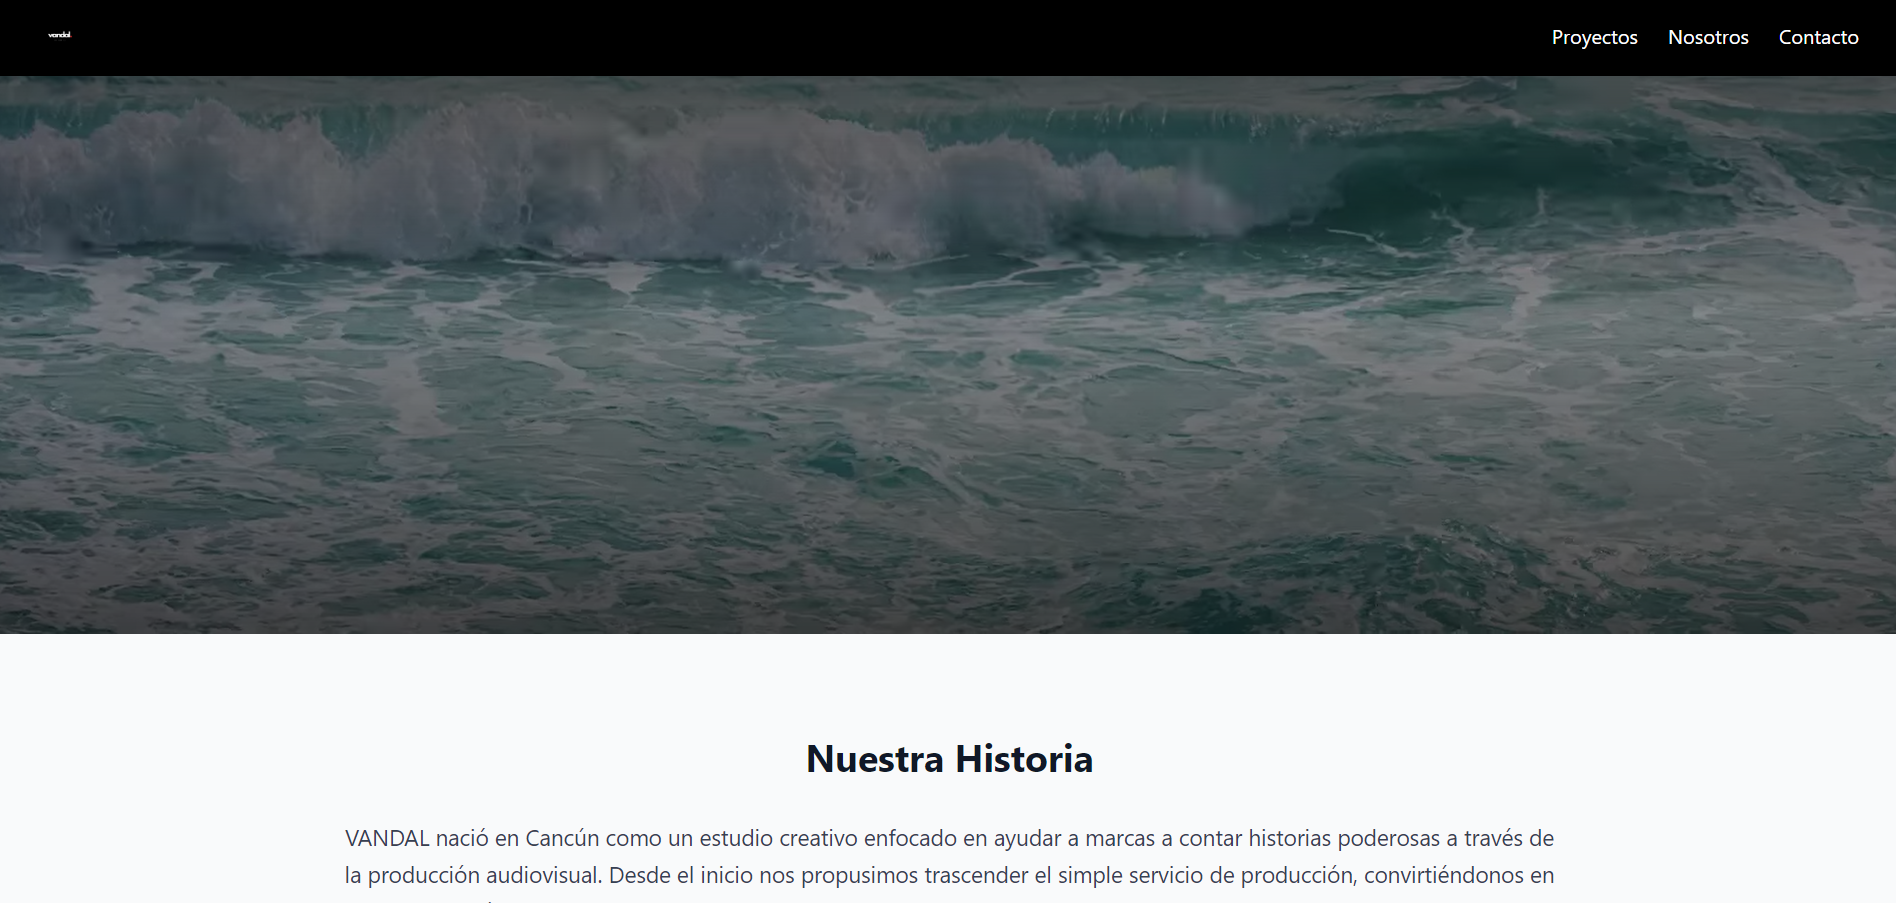 vandal
Proyectos Nosotros Contacto
Nuestra Historia
VANDAL nació en Cancún como un estudio creativo enfocado en ayudar a marcas a contar historias poderosas a través de
la producción audiovisual. Desde el inicio nos propusimos trascender el simple servicio de producción, convirtiéndonos en